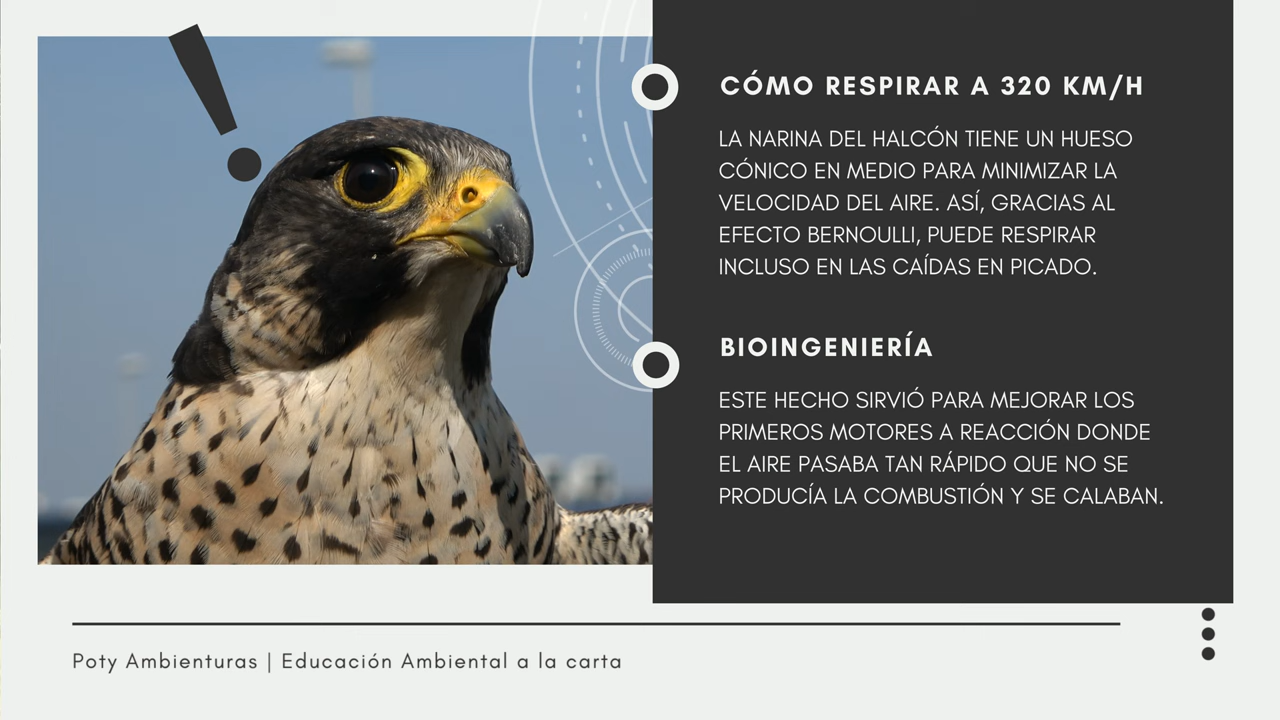 CÓMO RESPIRAR A 320 KM/H
LA NARINA DEL HALCÓN TIENE UN HUESO
CÓNICO EN MEDIO PARA MINIMIZAR LA
VELOCIDAD DEL AIRE. ASÍ, GRACIAS AL
EFECTO BERNOULLI, PUEDE RESPIRAR
INCLUSO EN LAS CAÍDAS EN PICADO.
BIOINGENIERÍA
ESTE HECHO SIRVIÓ PARA MEJORAR LOS
PRIMEROS MOTORES A REACCIÓN DONDE
EL AIRE PASABA TAN RÁPIDO QUE NO SE
PRODUCÍA LA COMBUSTIÓN Y SE CALABAN.
Poty Ambienturas | Educación Ambiental a la carta